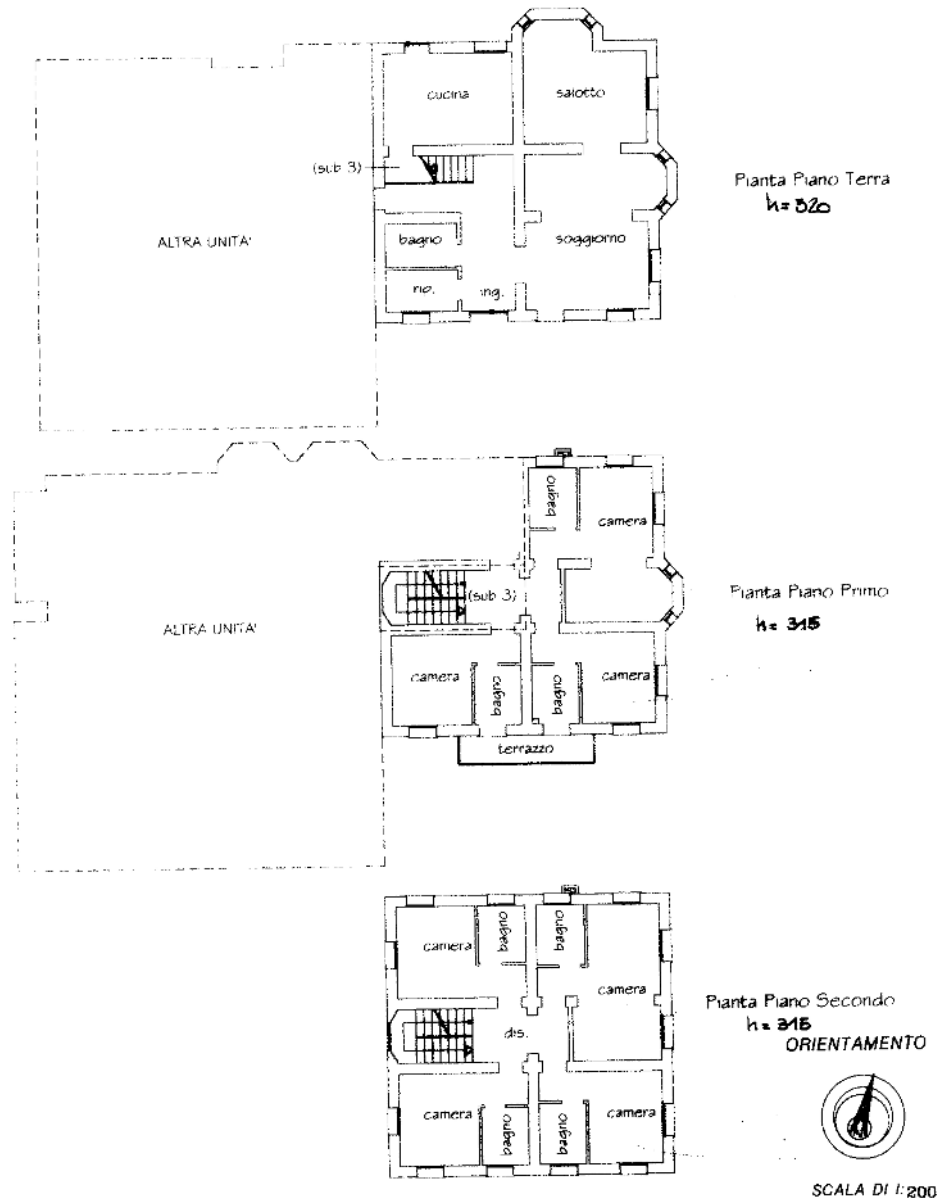 cucina
salotto
(sub 3)
Pianta Piano Terra
h= 320
ALTRA UNITA'
bagno
soggiorno
rip.
ing.
bagno
camera
(sub 3)
Pianta Piano Primo
h= 315
ALTRA UNITA'
camera
bagno
bagno
camera
terrazzo
camera
bagno
bagno
camera
Pianta Piano Secondo
h= 315
dis.
ORIENTAMENTO
camera
bagno
bagno
camera
SCALA DI 1:200